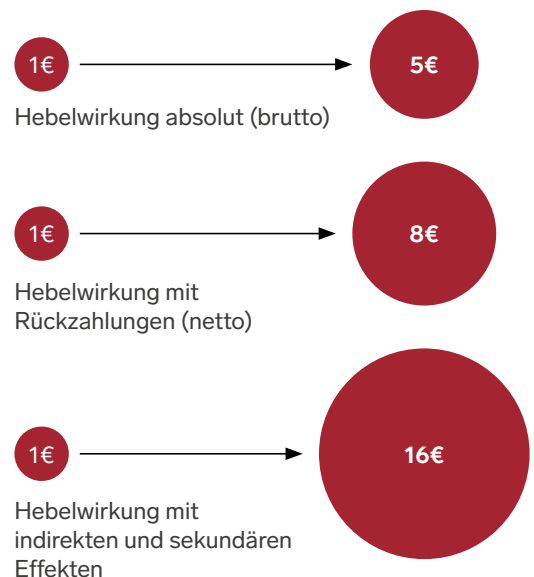 1€
5€
Hebelwirkung absolut (brutto)
1€
8€
Hebelwirkung mit
Rückzahlungen (netto)
1€
16€
Hebelwirkung mit
indirekten und sekundären
Effekten